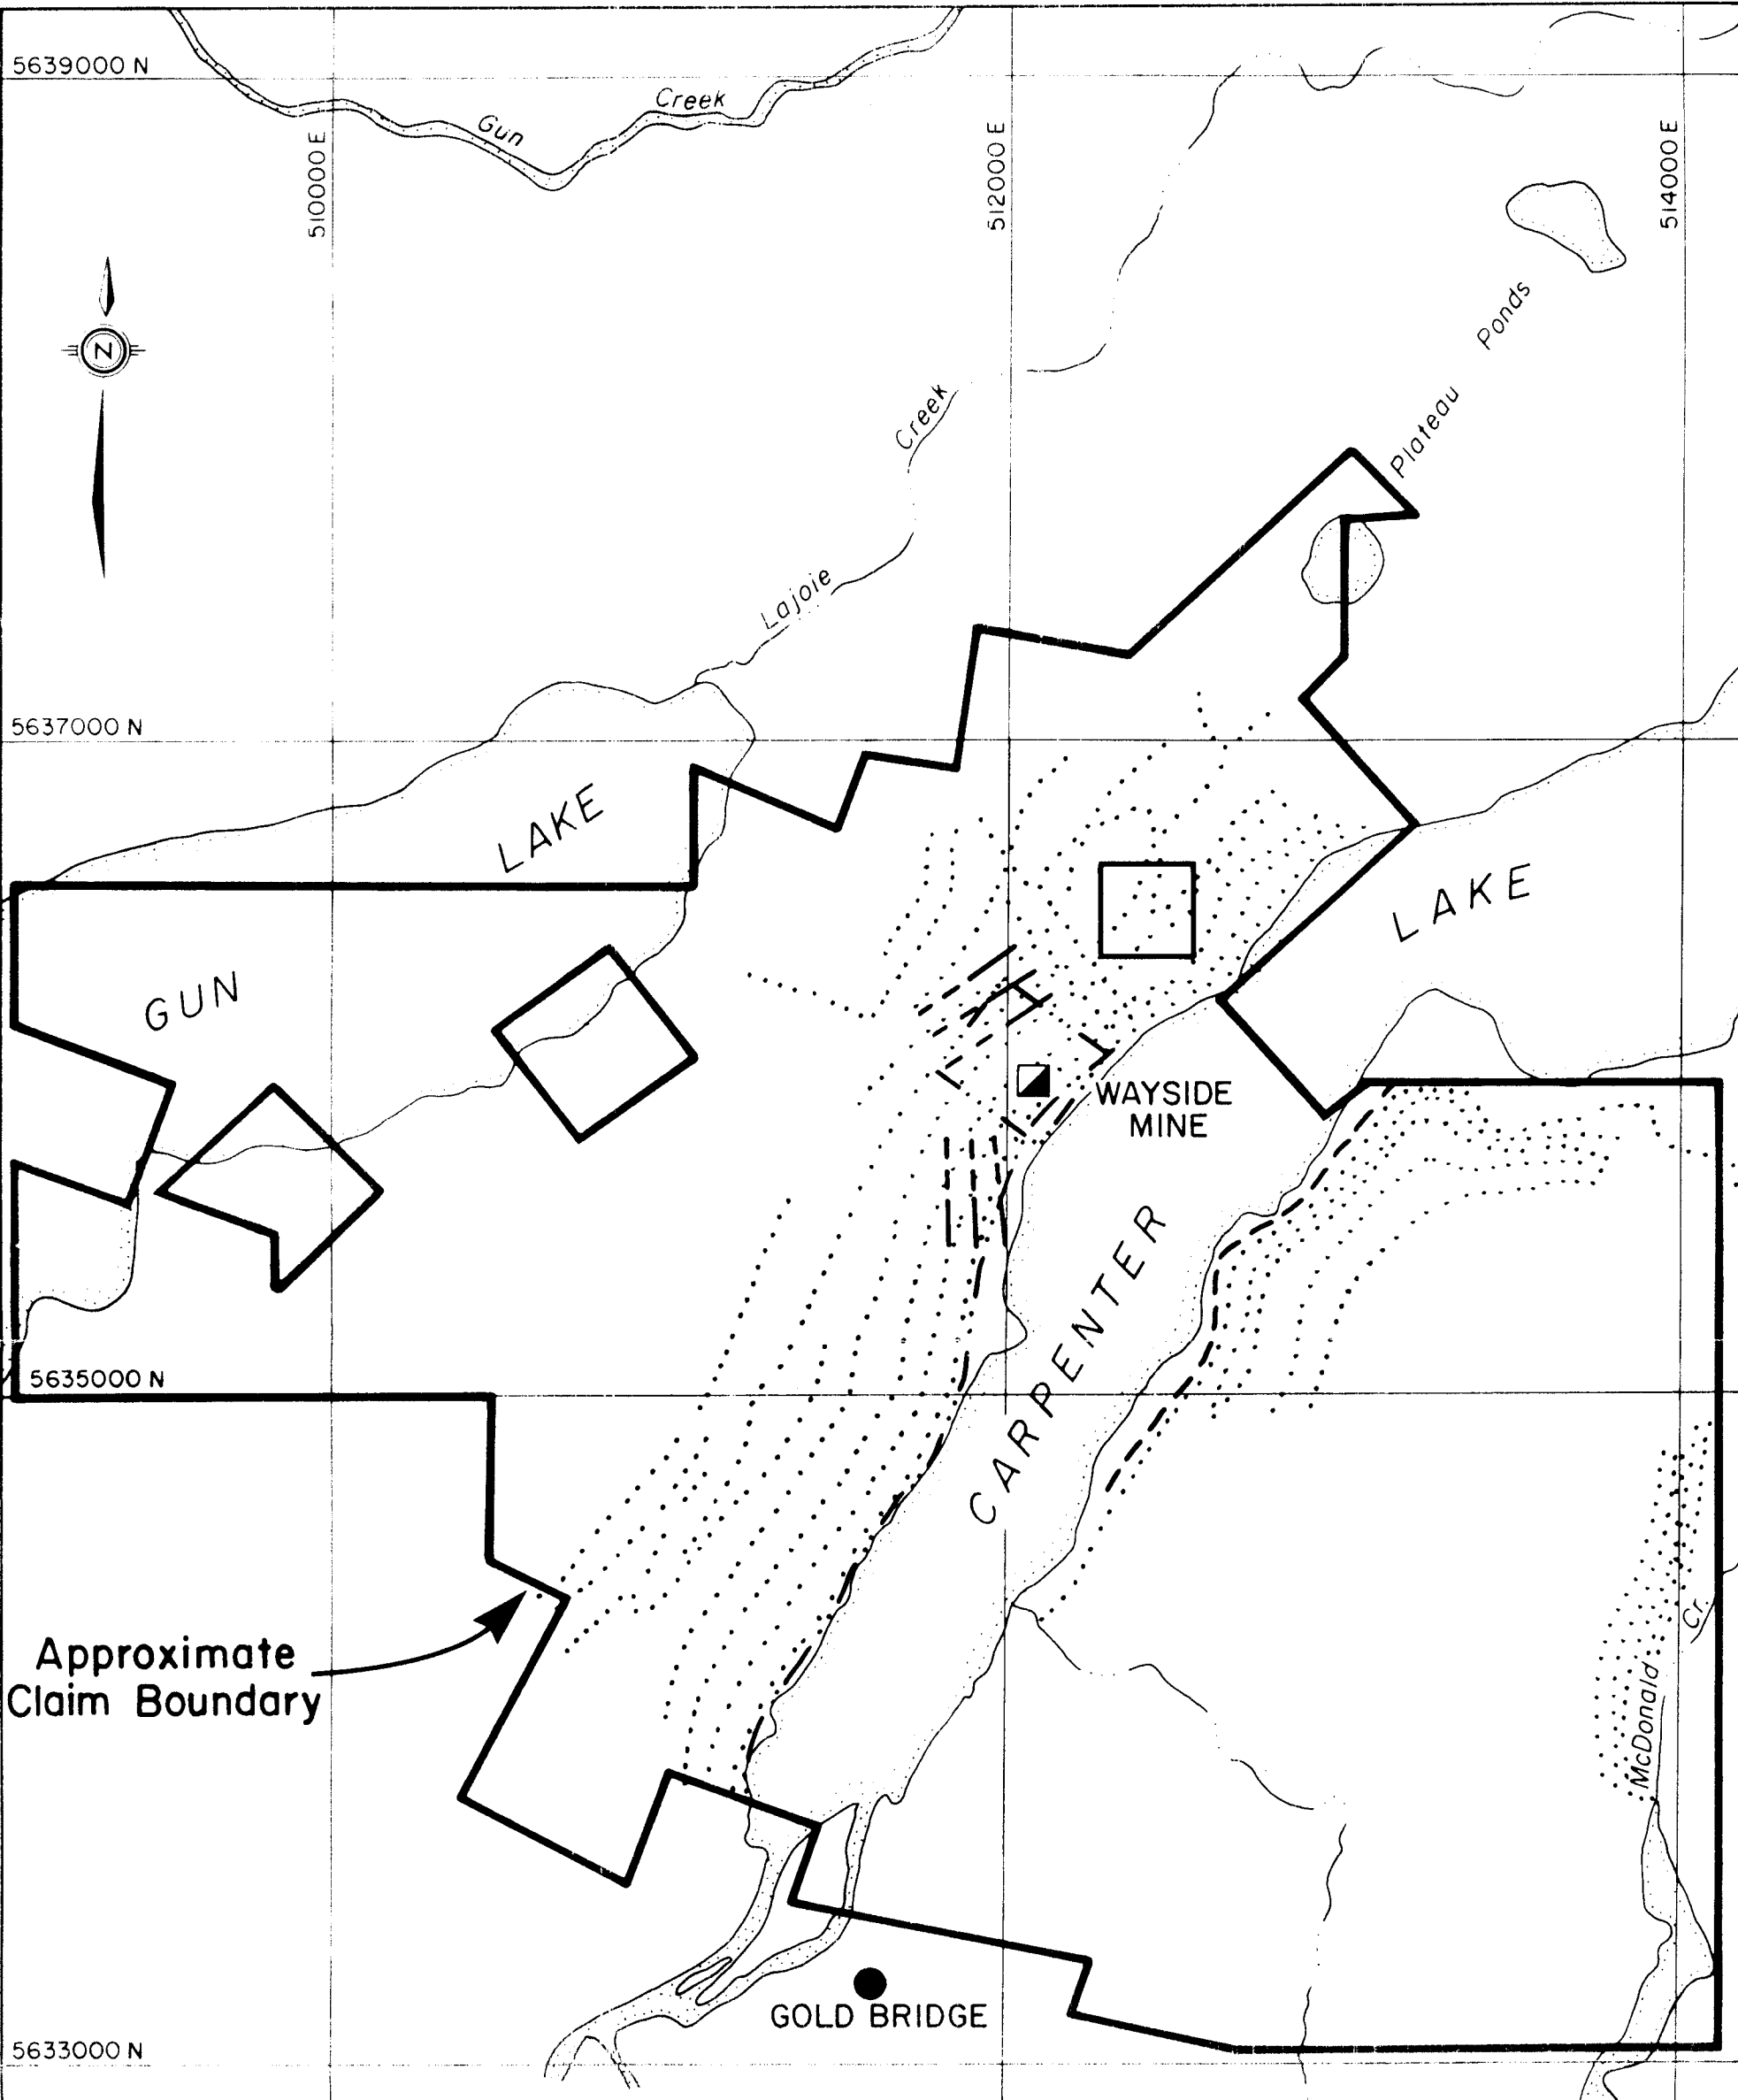 5639000 N
Gun
Creek
510000 E
512000 E
514000 E
N
Ponds
Plateau
Creek
Lajoie
5637000 N
LAKE
GUN
LAKE
WAYSIDE
MINE
CARPENTER
5635000 N
Approximate
Claim Boundary
Cr.
McDonald
GOLD BRIDGE
5633000 N